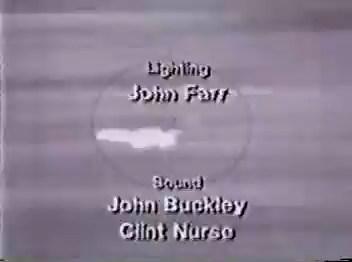 Lighting
John Farr
Sound
John Buckley
Clint Nurse